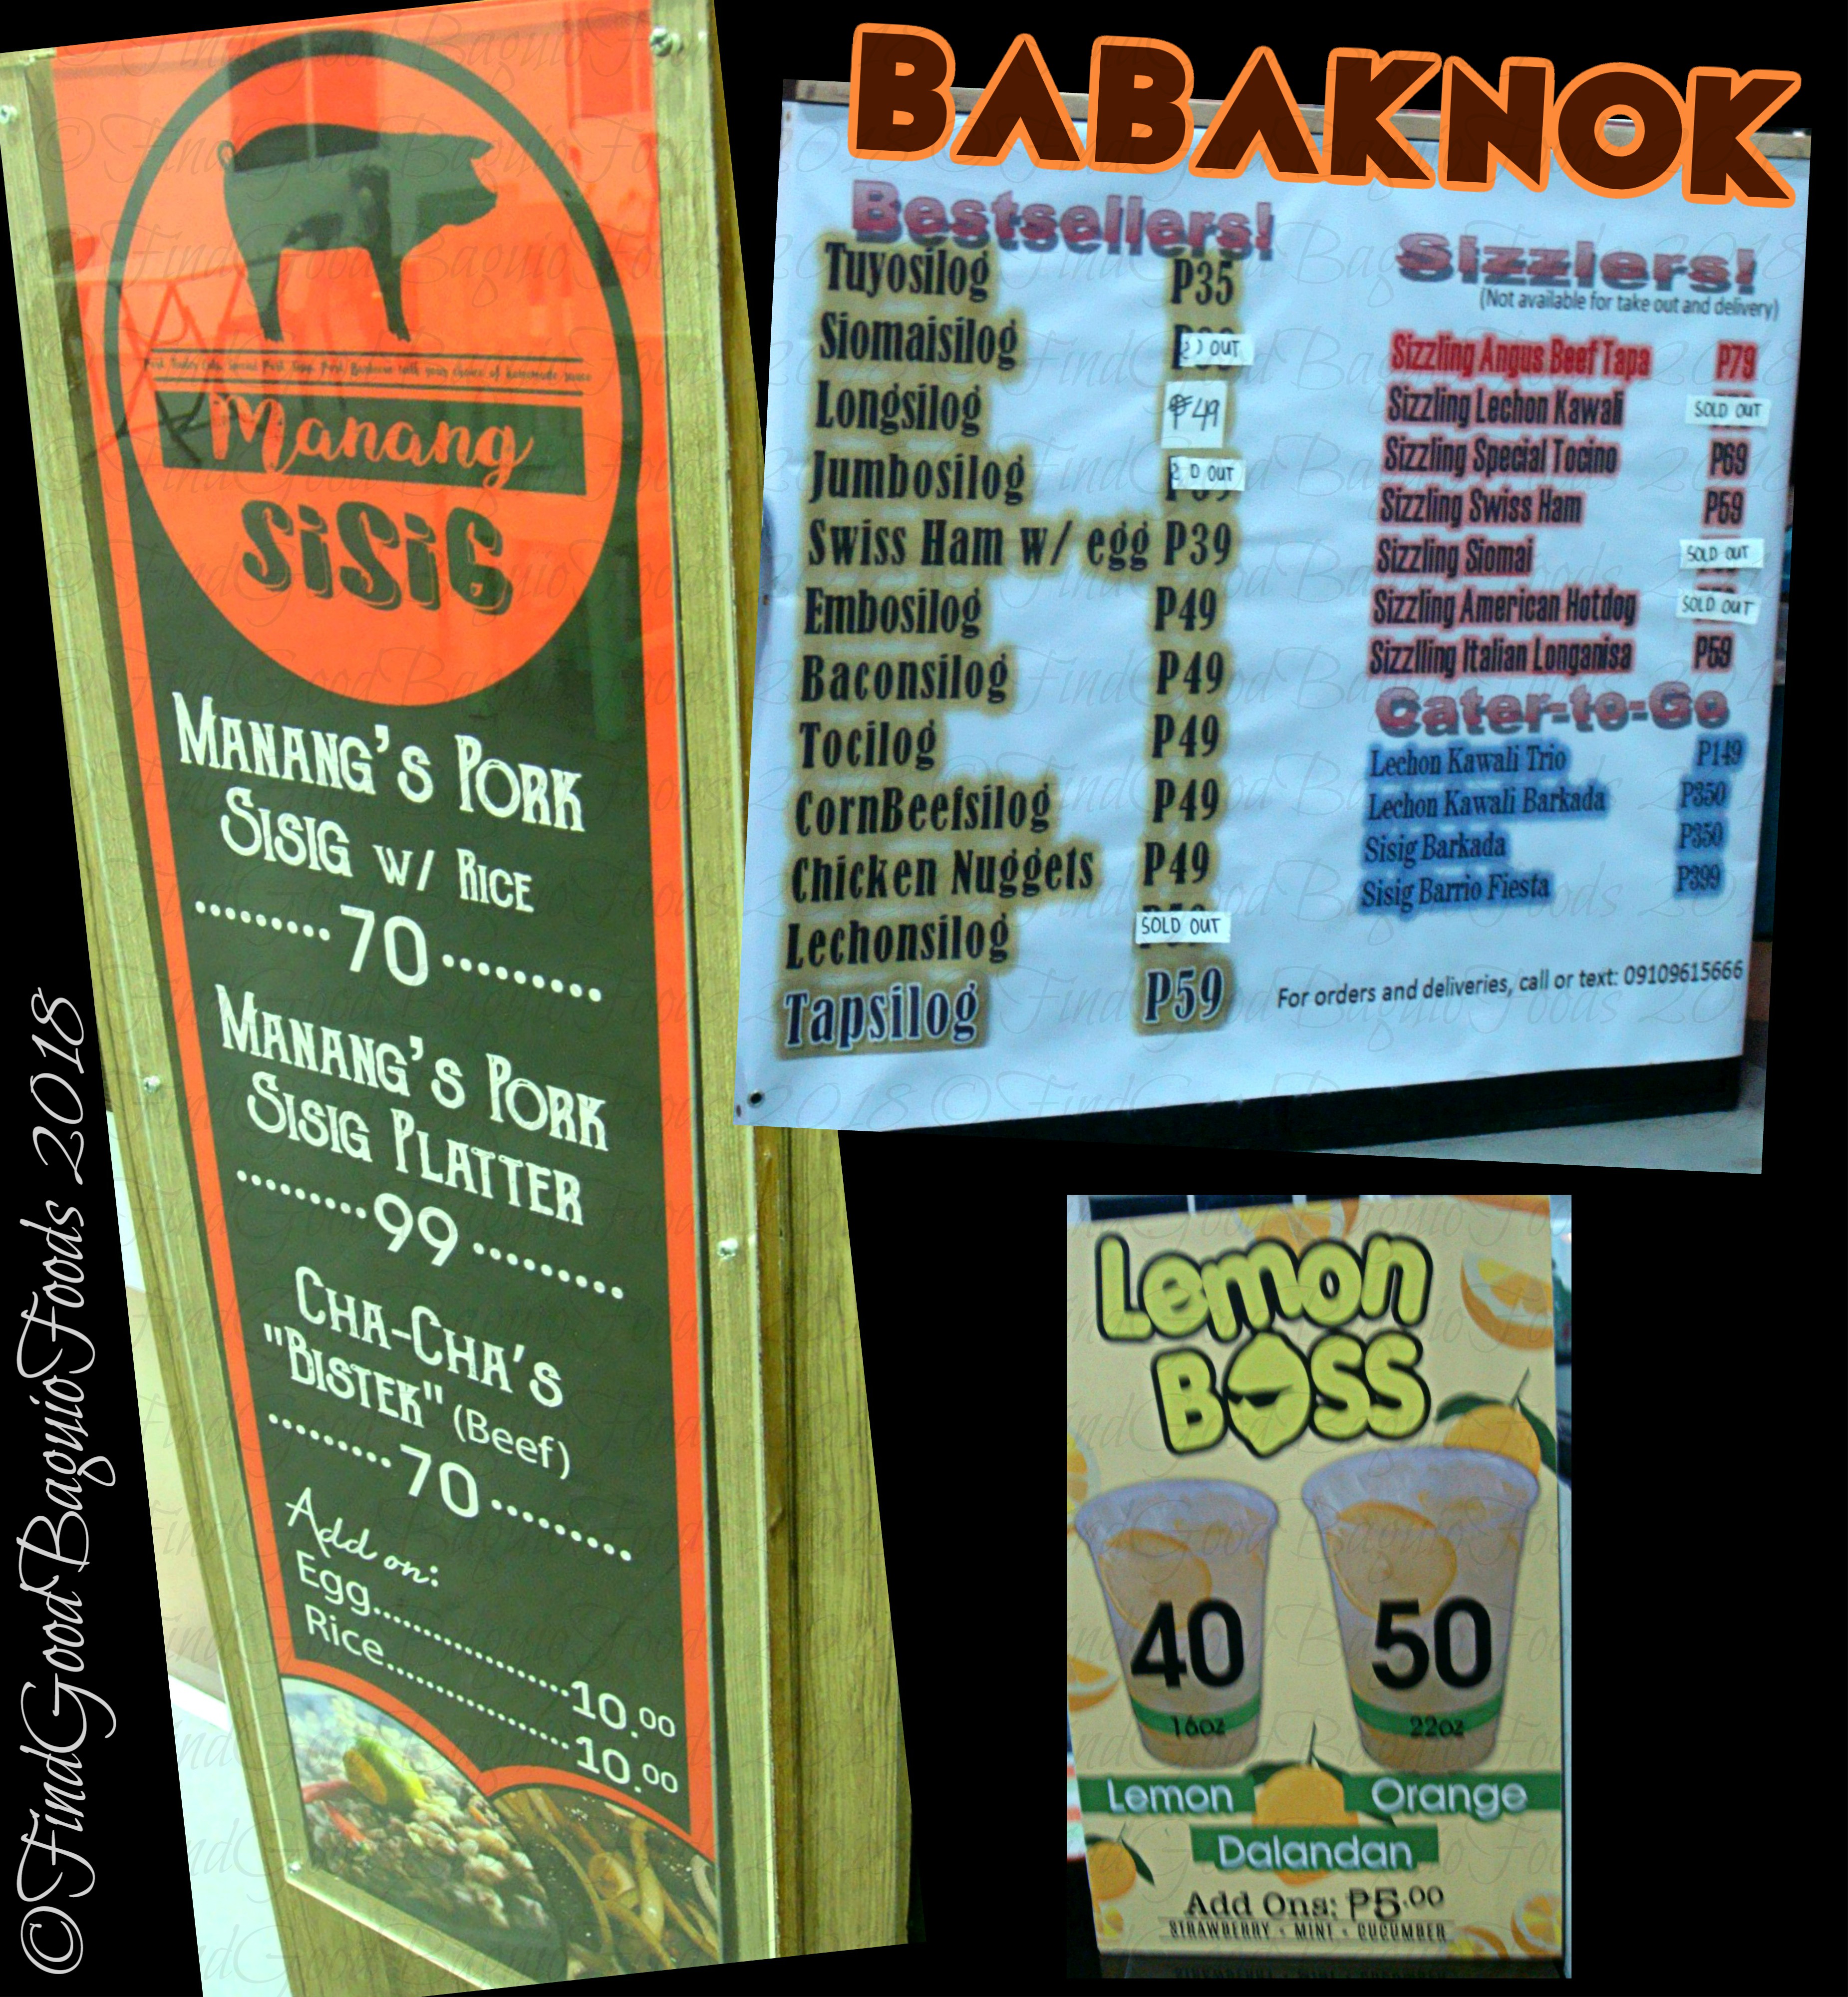 Manang
SiSiG
MANANG'S PORK
SISIG W/ RICE
.........70.........
MANANG'S PORK
SISIG PLATTER
.........99.........
CHA-CHA'S
"BISTEK" (Beef)
.........70.........
Add on:
Egg..........................10.00
Rice.........................10.00
BABAKNOK
Bestsellers!
Tuyosilog P35
Siomaisilog OUT
Longsilog ₱49
Jumbosilog OUT
Swiss Ham w/ egg P39
Embosilog P49
Baconsilog P49
Tocilog P49
CornBeefsilog P49
Chicken Nuggets P49
Lechonsilog SOLD OUT
Tapsilog P59
Sizzlers!
(Not available for take out and delivery)
Sizzling Angus Beef Tapa P79
Sizzling Lechon Kawali SOLD OUT
Sizzling Special Tocino P69
Sizzling Swiss Ham P59
Sizzling Siomai SOLD OUT
Sizzling American Hotdog SOLD OUT
Sizzlling Italian Longanisa P59
Cater-to-Go
Lechon Kawali Trio P149
Lechon Kawali Barkada P350
Sisig Barkada P350
Sisig Barrio Fiesta P399
For orders and deliveries, call or text: 09109615666
Lemon
BOSS
40 50
16oz 22oz
Lemon Orange
Dalandan
Add Ons: ₱5.00
STRAWBERRY - MINT - CUCUMBER
©FindGoodBaguioFoods 2018